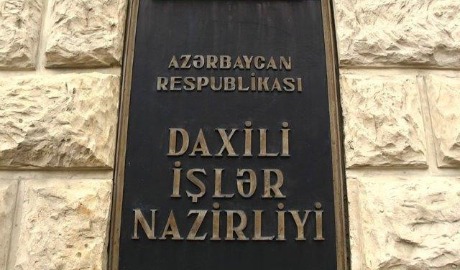 AZƏRBAYCAN
RESPUBLİKASI
DAXİLİ
İŞLƏR
NAZİRLİYİ